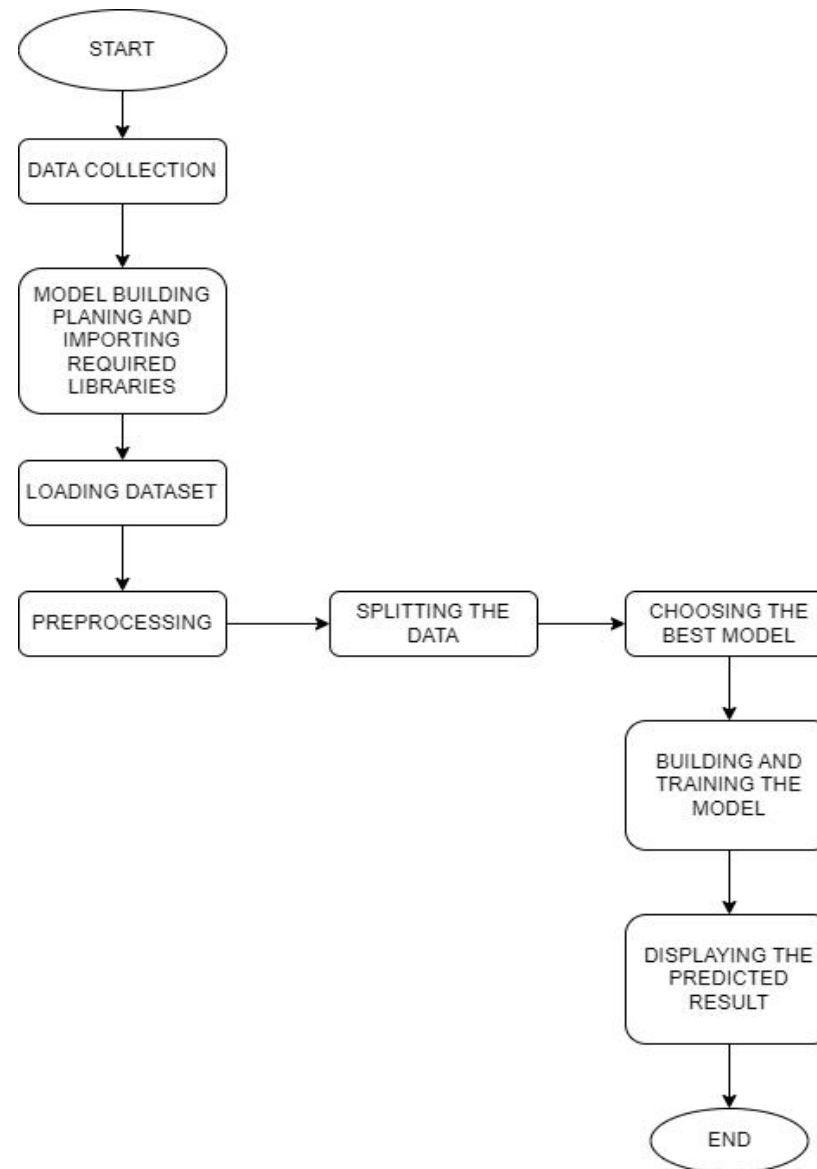 START
DATA COLLECTION
MODEL BUILDING
PLANING AND
IMPORTING
REQUIRED
LIBRARIES
LOADING DATASET
PREPROCESSING
SPLITTING THE
DATA
CHOOSING THE
BEST MODEL
BUILDING AND
TRAINING THE
MODEL
DISPLAYING THE
PREDICTED
RESULT
END